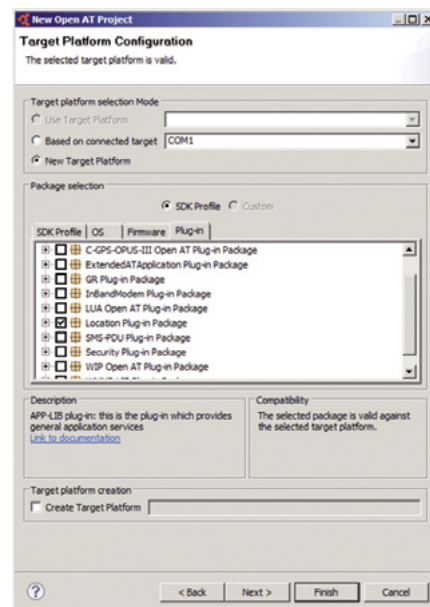 New Open AT Project
Target Platform Configuration
The selected target platform is valid.
Target platform selection Mode
Use Target Platform
Based on connected target COM1
New Target Platform
Package selection
SDK Profile Custom
SDK Profile OS Firmware Plug-in
C-GPS-OPUS-III Open AT Plug-in Package
ExtendedATApplication Plug-in Package
GR Plug-in Package
InBandModem Plug-in Package
LUA Open AT Plug-in Package
Location Plug-in Package
SMS-PDU Plug-in Package
Security Plug-in Package
WIP Open AT Plug-in Package
Description
APP-LIB plug-in: this is the plug-in which provides
general application services
Link to documentation
Compatibility
The selected package is valid against
the selected target platform.
Target platform creation
Create Target Platform
? < Back Next > Finish Cancel